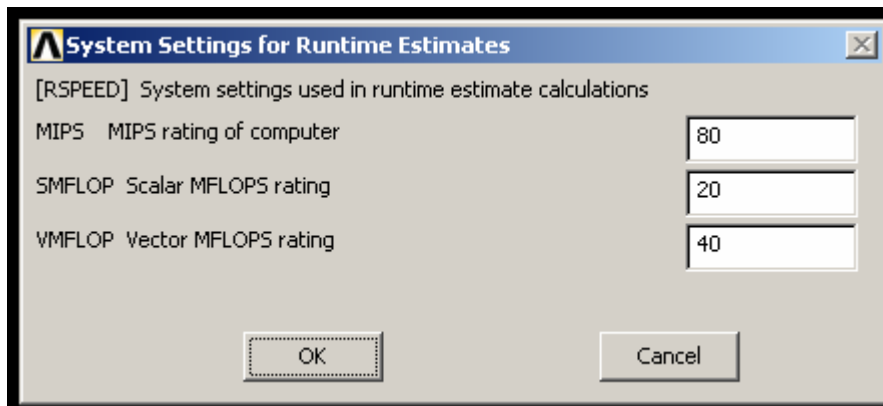 System Settings for Runtime Estimates
[RSPEED] System settings used in runtime estimate calculations
MIPS MIPS rating of computer 80
SMFLOP Scalar MFLOPS rating 20
VMFLOP Vector MFLOPS rating 40
OK Cancel